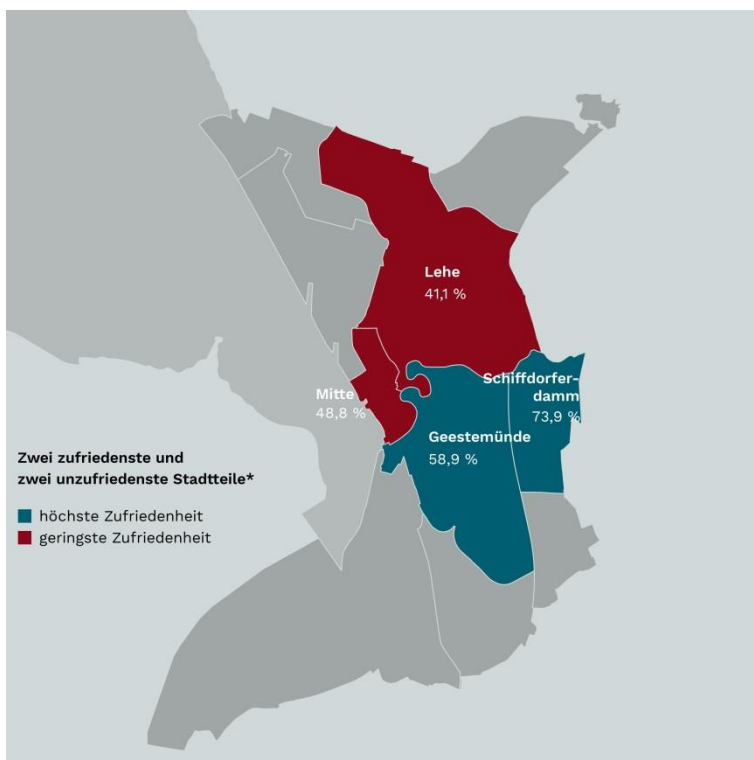 Lehe
41,1 %
Mitte
48,8 %
Schiffdorfer-
damm
73,9 %
Geestemünde
58,9 %
Zwei zufriedenste und
zwei unzufriedenste Stadtteile*
höchste Zufriedenheit
geringste Zufriedenheit